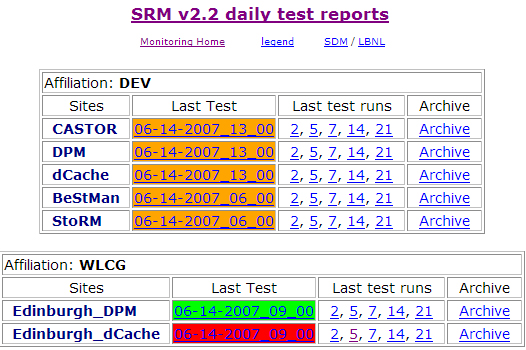 SRM v2.2 daily test reports
Monitoring Home legend SDM / LBNL
Affiliation: DEV
Sites Last Test Last test runs Archive
CASTOR 06-14-2007_13_00 2, 5, 7, 14, 21 Archive
DPM 06-14-2007_13_00 2, 5, 7, 14, 21 Archive
dCache 06-14-2007_13_00 2, 5, 7, 14, 21 Archive
BeStMan 06-14-2007_06_00 2, 5, 7, 14, 21 Archive
StoRM 06-14-2007_06_00 2, 5, 7, 14, 21 Archive
Affiliation: WLCG
Sites Last Test Last test runs Archive
Edinburgh_DPM 06-14-2007_09_00 2, 5, 7, 14, 21 Archive
Edinburgh_dCache 06-14-2007_09_00 2, 5, 7, 14, 21 Archive